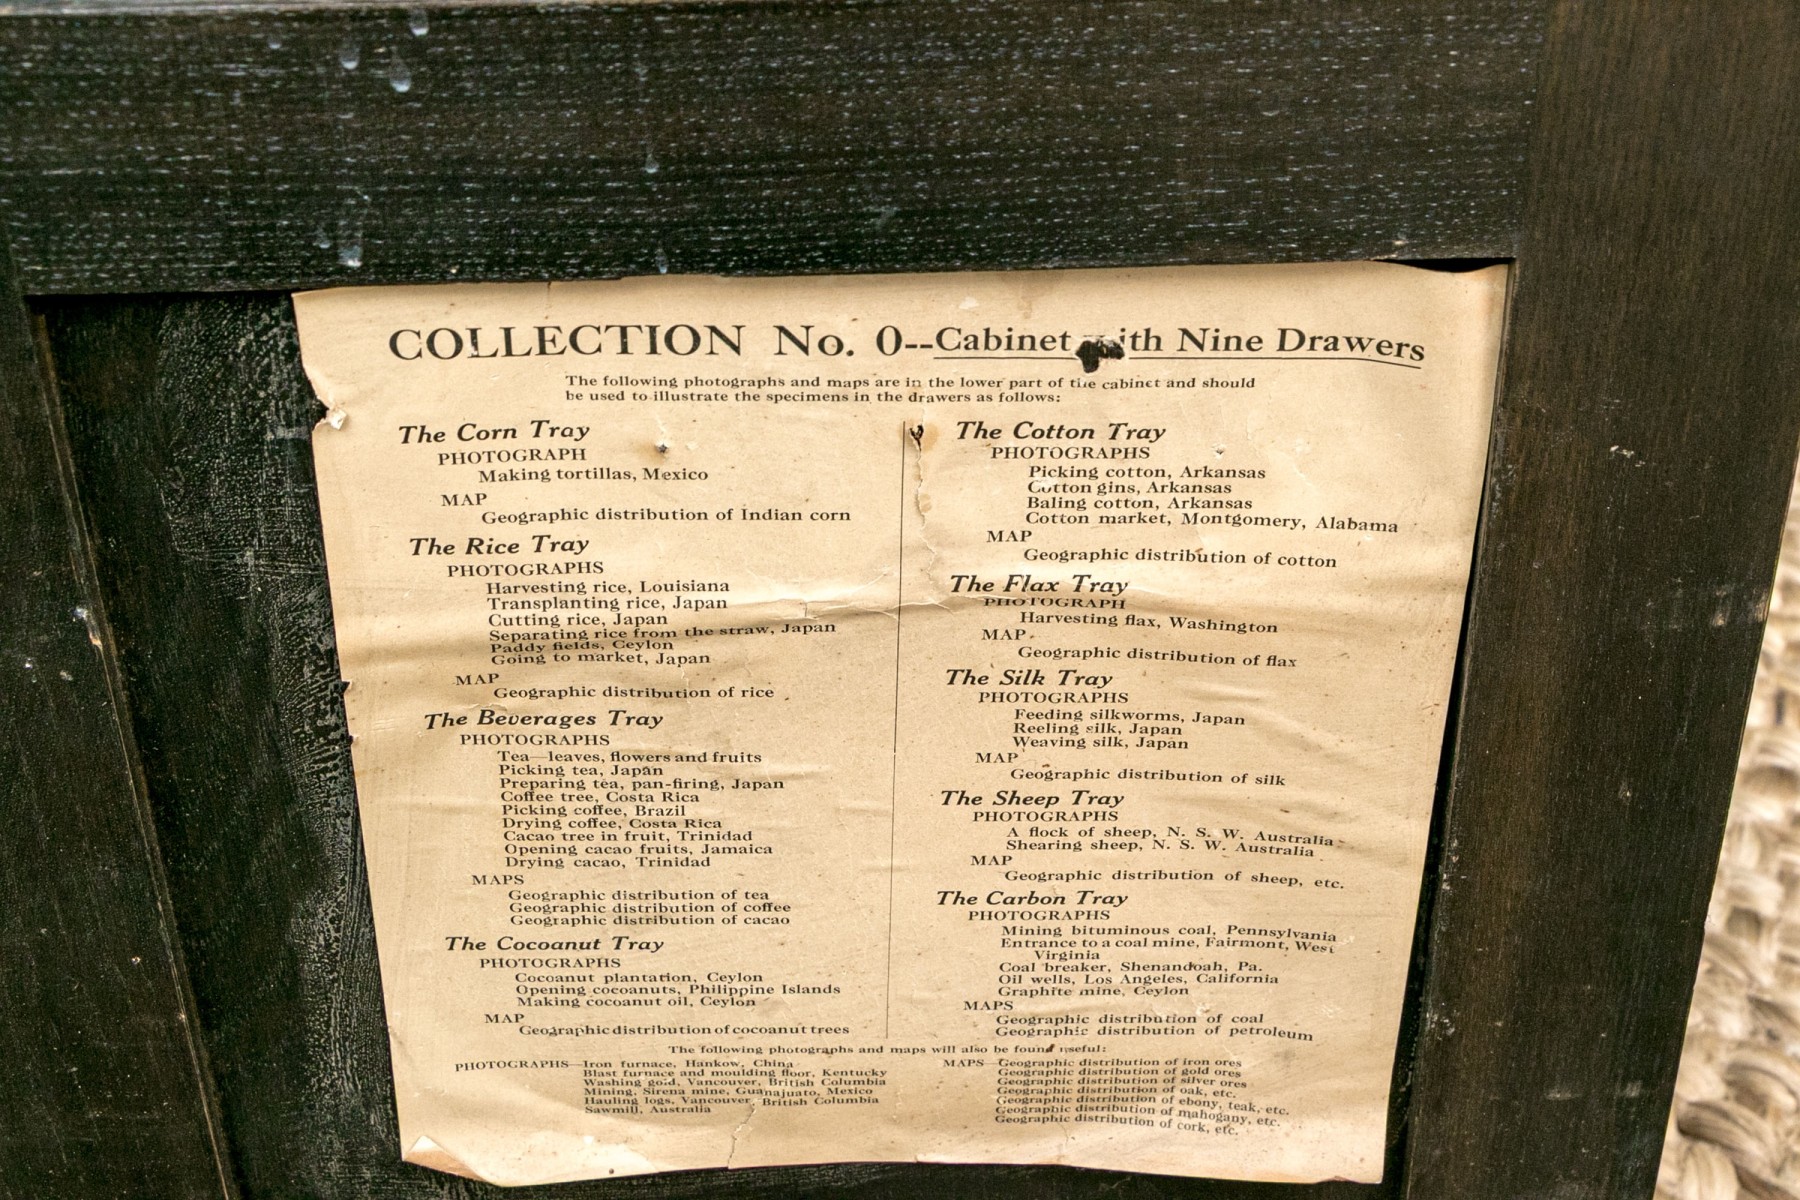 COLLECTION No. 0--Cabinet with Nine Drawers
The following photographs and maps are in the lower part of the cabinet and should
be used to illustrate the specimens in the drawers as follows:
The Corn Tray
PHOTOGRAPH
Making tortillas, Mexico
MAP
Geographic distribution of Indian corn
The Rice Tray
PHOTOGRAPHS
Harvesting rice, Louisiana
Transplanting rice, Japan
Cutting rice, Japan
Separating rice from the straw, Japan
Paddy fields, Ceylon
Going to market, Japan
MAP
Geographic distribution of rice
The Beverages Tray
PHOTOGRAPHS
Tea—leaves, flowers and fruits
Picking tea, Japan
Preparing tea, pan-firing, Japan
Coffee tree, Costa Rica
Picking coffee, Brazil
Drying coffee, Costa Rica
Cacao tree in fruit, Trinidad
Opening cacao fruits, Jamaica
Drying cacao, Trinidad
MAPS
Geographic distribution of tea
Geographic distribution of coffee
Geographic distribution of cacao
The Cocoanut Tray
PHOTOGRAPHS
Cocoanut plantation, Ceylon
Opening cocoanuts, Philippine Islands
Making cocoanut oil, Ceylon
MAP
Geographic distribution of cocoanut trees
The Cotton Tray
PHOTOGRAPHS
Picking cotton, Arkansas
Cotton gins, Arkansas
Baling cotton, Arkansas
Cotton market, Montgomery, Alabama
MAP
Geographic distribution of cotton
The Flax Tray
PHOTOGRAPH
Harvesting flax, Washington
MAP
Geographic distribution of flax
The Silk Tray
PHOTOGRAPHS
Feeding silkworms, Japan
Reeling silk, Japan
Weaving silk, Japan
MAP
Geographic distribution of silk
The Sheep Tray
PHOTOGRAPHS
A flock of sheep, N. S. W. Australia
Shearing sheep, N. S. W. Australia
MAP
Geographic distribution of sheep, etc.
The Carbon Tray
PHOTOGRAPHS
Mining bituminous coal, Pennsylvania
Entrance to a coal mine, Fairmont, West
Virginia
Coal breaker, Shenandoah, Pa.
Oil wells, Los Angeles, California
Graphite mine, Ceylon
MAPS
Geographic distribution of coal
Geographic distribution of petroleum
The following photographs and maps will also be found useful:
PHOTOGRAPHS—Iron furnace, Hankow, China
Blast furnace and moulding floor, Kentucky
Washing gold, Vancouver, British Columbia
Mining, Sirena mine, Guanajuato, Mexico
Hauling logs, Vancouver, British Columbia
Sawmill, Australia
MAPS—Geographic distribution of iron ores
Geographic distribution of gold ores
Geographic distribution of silver ores
Geographic distribution of oak, etc.
Geographic distribution of ebony, teak, etc.
Geographic distribution of mahogany, etc.
Geographic distribution of cork, etc.